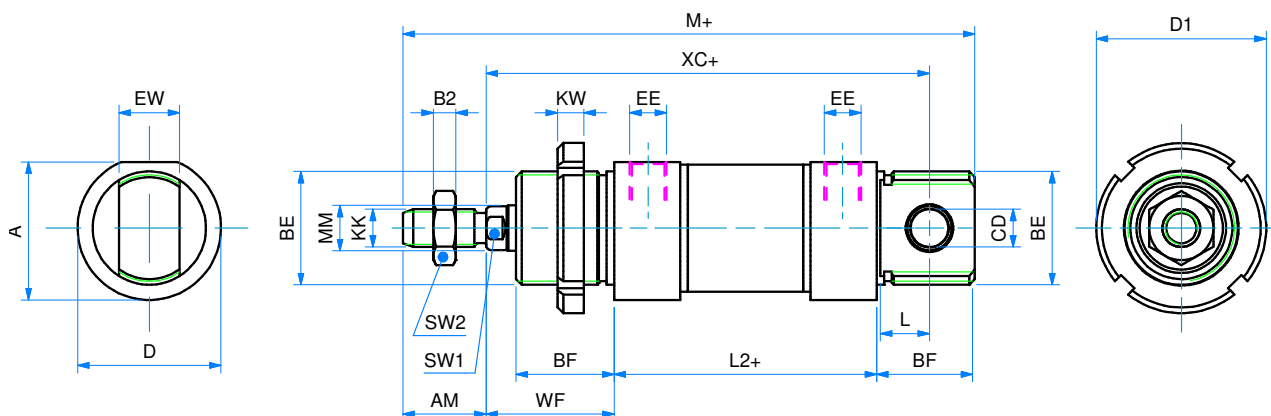 M+
D1
XC+
EW
B2
KW
EE
EE
A
BE
MM
KK
CD
BE
SW2
L
D
SW1
BF
L2+
BF
AM
WF